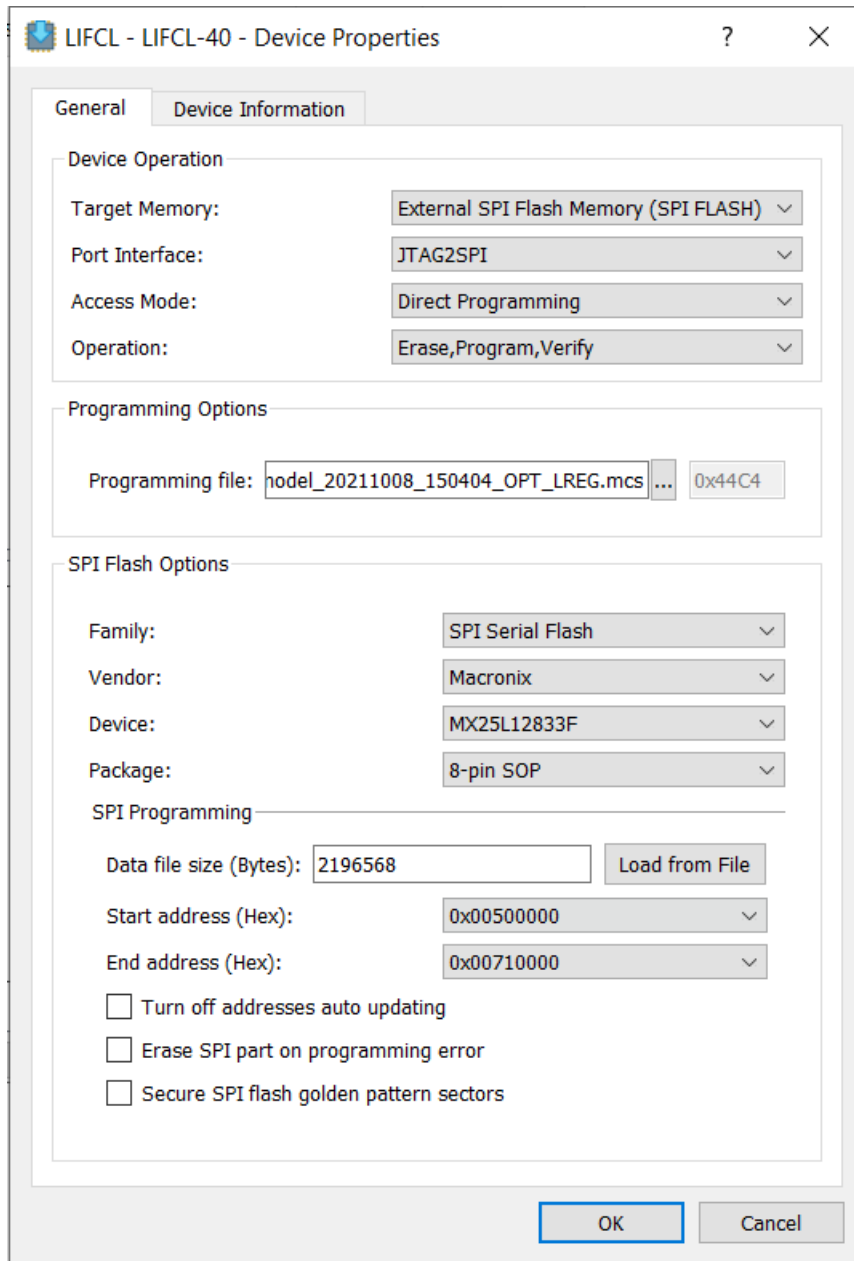 LIFCL - LIFCL-40 - Device Properties ?
General Device Information
Device Operation
Target Memory: External SPI Flash Memory (SPI FLASH)
Port Interface: JTAG2SPI
Access Mode: Direct Programming
Operation: Erase,Program,Verify
Programming Options
Programming file: nodel_20211008_150404_OPT_LREG.mcs ... 0x44C4
SPI Flash Options
Family: SPI Serial Flash
Vendor: Macronix
Device: MX25L12833F
Package: 8-pin SOP
SPI Programming
Data file size (Bytes): 2196568 Load from File
Start address (Hex): 0x00500000
End address (Hex): 0x00710000
Turn off addresses auto updating
Erase SPI part on programming error
Secure SPI flash golden pattern sectors
OK Cancel